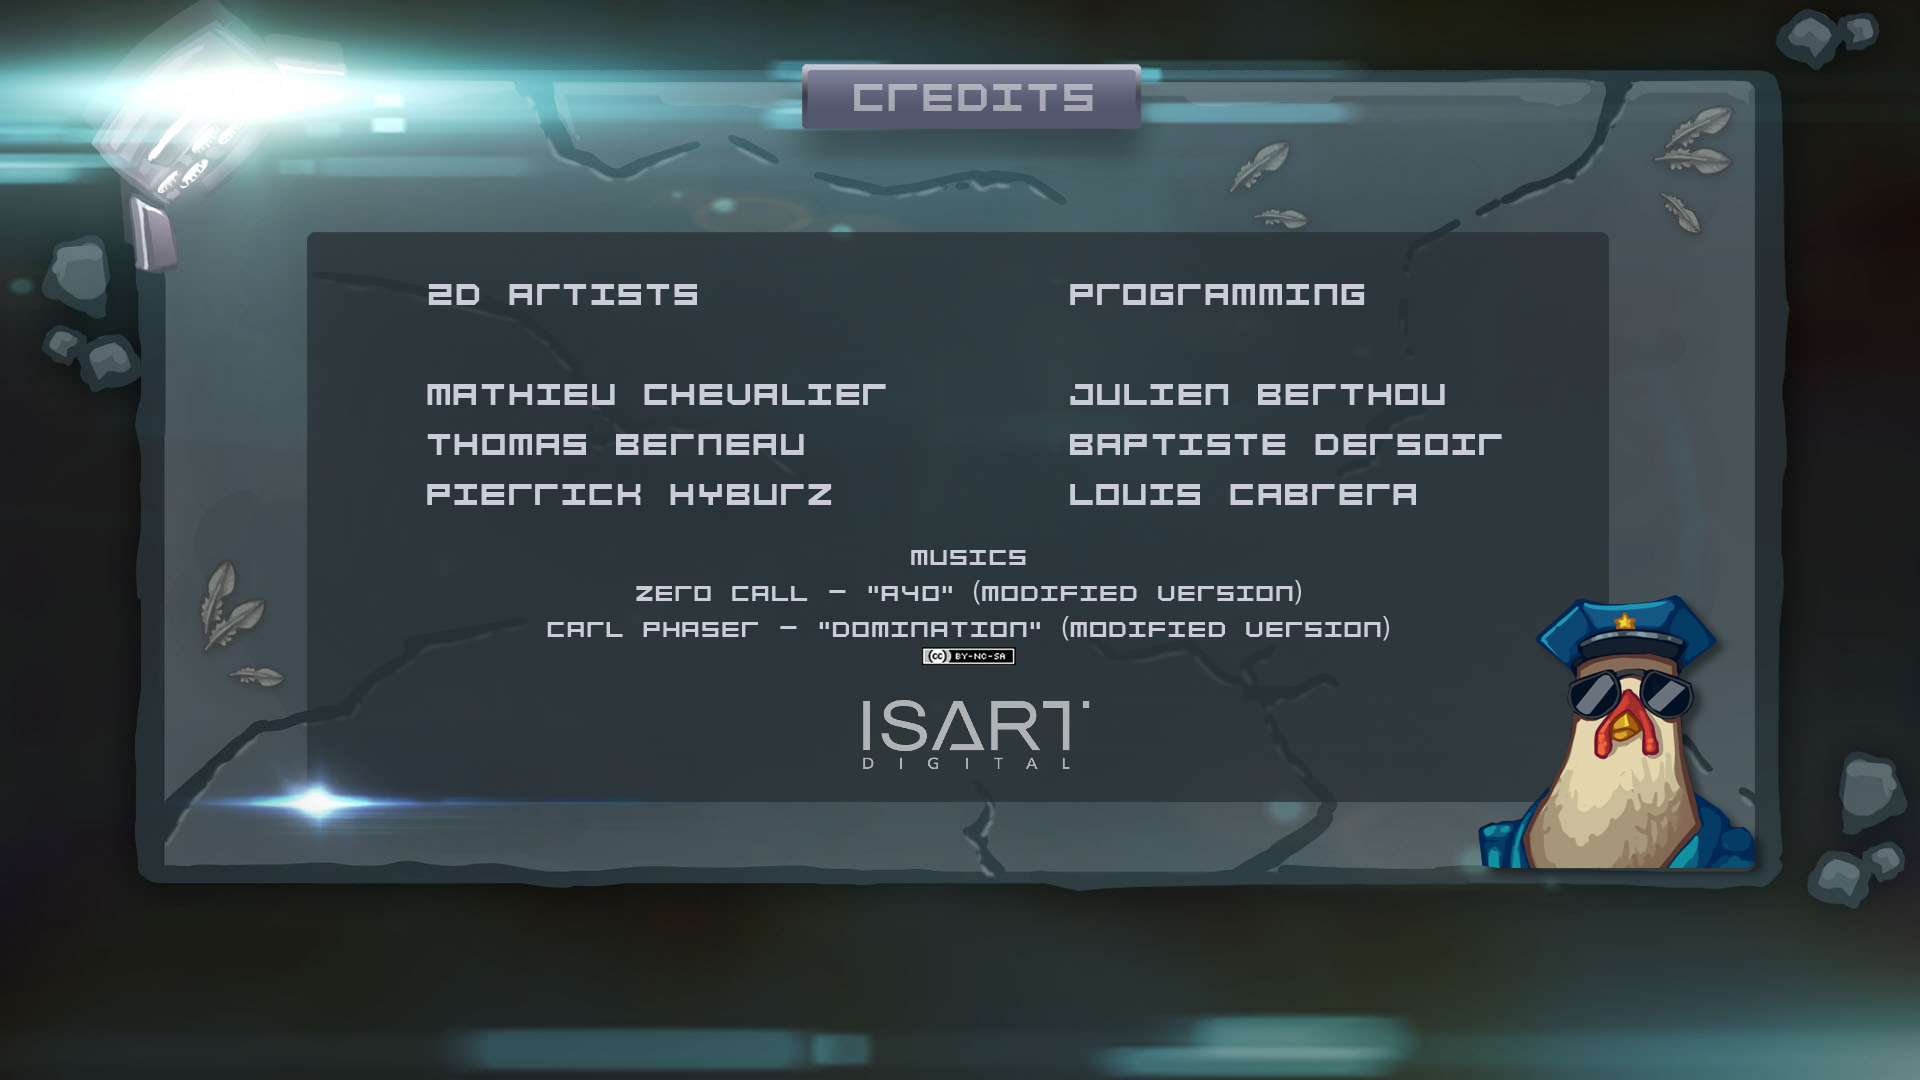 CREDITS
2D ARTISTS
MATHIEU CHEVALIER
THOMAS BERNEAU
PIERRICK HYBURZ
PROGRAMMING
JULIEN BERTHOU
BAPTISTE DERSOIR
LOUIS CABRERA
MUSICS
ZERO CALL - "A40" (MODIFIED VERSION)
CARL PHASER - "DOMINATION" (MODIFIED VERSION)
cc BY-NC-SA
ISART
DIGITAL